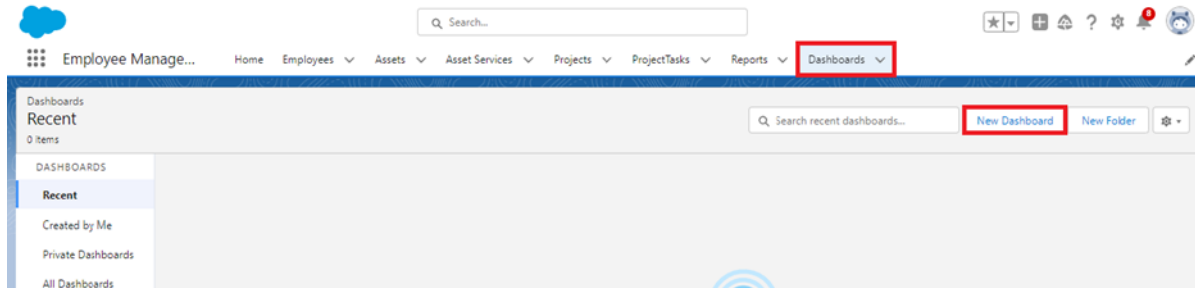 Search...
8
Employee Manage... Home Employees Assets Asset Services Projects ProjectTasks Reports Dashboards
Dashboards
Recent
0 items
Search recent dashboards... New Dashboard New Folder
DASHBOARDS
Recent
Created by Me
Private Dashboards
All Dashboards